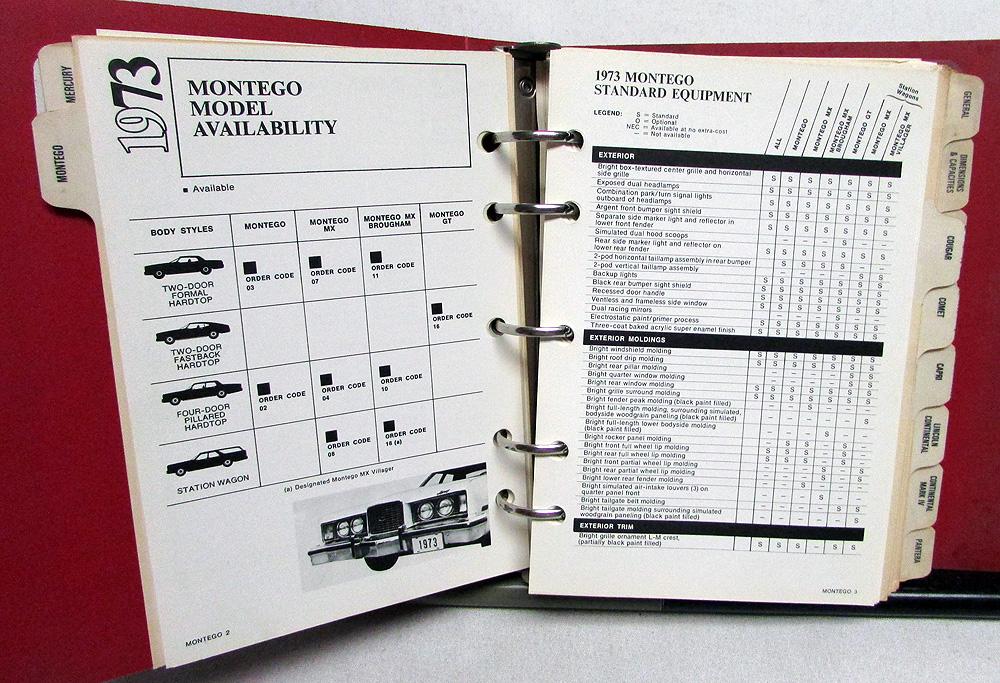 MERCURY
MONTEGO
1973
MONTEGO
MODEL
AVAILABILITY
■ Available
BODY STYLES
MONTEGO
MONTEGO
MX
MONTEGO MX
BROUGHAM
MONTEGO
GT
TWO-DOOR
FORMAL
HARDTOP
■ ORDER CODE
03
■ ORDER CODE
07
■ ORDER CODE
11
TWO-DOOR
FASTBACK
HARDTOP
■ ORDER CODE
16
FOUR-DOOR
PILLARED
HARDTOP
■ ORDER CODE
02
■ ORDER CODE
04
■ ORDER CODE
10
STATION WAGON
■ ORDER CODE
08
■ ORDER CODE
18 (a)
(a) Designated Montego MX Villager
1973
MONTEGO 2
1973 MONTEGO
STANDARD EQUIPMENT
LEGEND:
S = Standard
O = Optional
NEC = Available at no extra-cost
– = Not available
ALL
MONTEGO
MONTEGO MX
MONTEGO MX
BROUGHAM
MONTEGO GT
Station
Wagons
MONTEGO MX
MONTEGO MX
VILLAGER
EXTERIOR
Bright box-textured center grille and horizontal
side grille
Exposed dual headlamps
Combination park/turn signal lights
outboard of headlamps
Argent front bumper sight shield
Separate side marker light and reflector in
lower front fender
Simulated dual hood scoops
Rear side marker light and reflector on
lower rear fender
2-pod horizontal taillamp assembly in rear bumper
2-pod vertical taillamp assembly
Backup lights
Black rear bumper sight shield
Recessed door handle
Ventless and frameless side window
Dual racing mirrors
Electrostatic paint/primer process
Three-coat baked acrylic super enamel finish
EXTERIOR MOLDINGS
Bright windshield molding
Bright roof drip molding
Bright rear pillar molding
Bright quarter window molding
Bright rear window molding
Bright grille surround molding
Bright fender peak molding (black paint filled)
Bright full-length molding, surrounding simulated,
bodyside woodgrain paneling (black paint filled)
Bright full-length lower bodyside molding
(black paint filled)
Bright rocker panel molding
Bright front full wheel lip molding
Bright rear full wheel lip molding
Bright front partial wheel lip molding
Bright rear partial wheel lip molding
Bright lower rear fender molding
Bright simulated air-intake louvers (3) on
quarter panel front
Bright tailgate belt molding
Bright tailgate molding surrounding simulated
woodgrain paneling (black paint filled)
EXTERIOR TRIM
Bright grille ornament L-M crest,
(partially black paint filled)
S S S – S S
MONTEGO 3
GENERAL
DIMENSIONS
& CAPACITIES
COUGAR
COMET
CAPRI
LINCOLN
CONTINENTAL
CONTINENTAL
MARK IV
PANTERA